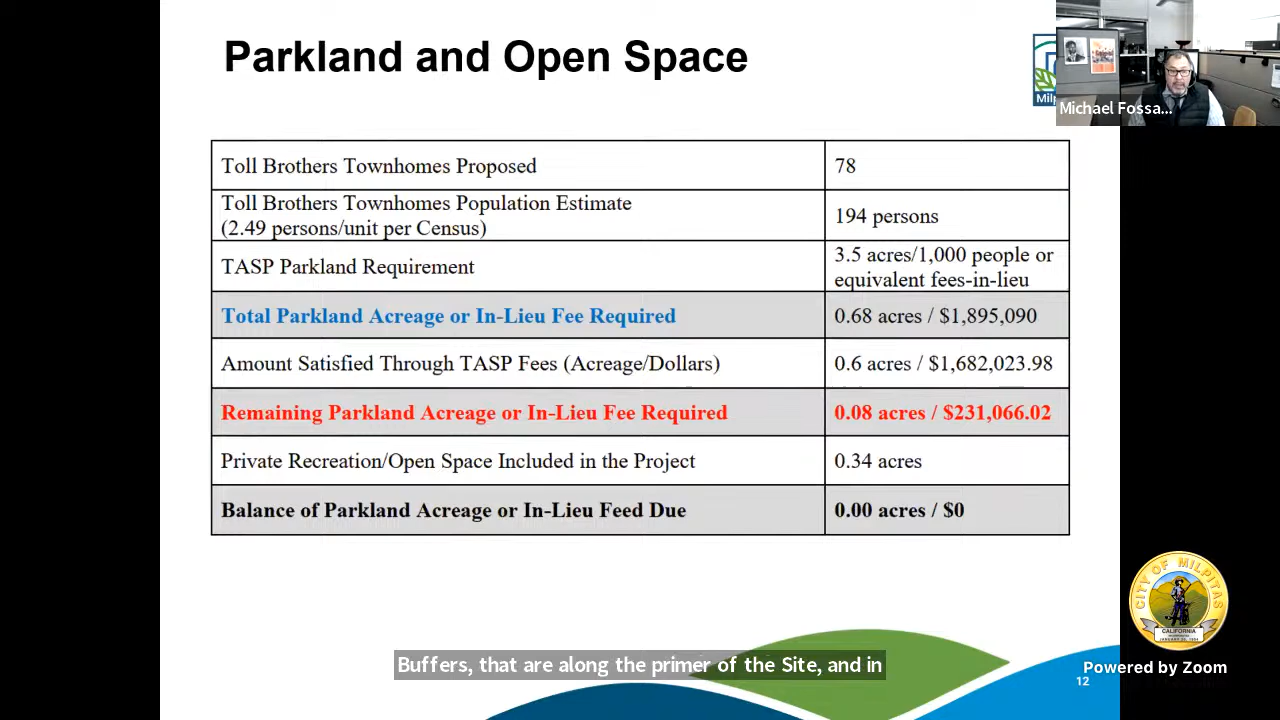 Parkland and Open Space
Milp
Michael Fossa...
Toll Brothers Townhomes Proposed
78
Toll Brothers Townhomes Population Estimate
(2.49 persons/unit per Census)
194 persons
TASP Parkland Requirement
3.5 acres/1,000 people or
equivalent fees-in-lieu
Total Parkland Acreage or In-Lieu Fee Required
0.68 acres / $1,895,090
Amount Satisfied Through TASP Fees (Acreage/Dollars)
0.6 acres / $1,682,023.98
Remaining Parkland Acreage or In-Lieu Fee Required
0.08 acres / $231,066.02
Private Recreation/Open Space Included in the Project
0.34 acres
Balance of Parkland Acreage or In-Lieu Feed Due
0.00 acres / $0
CITY OF MILPITAS
CALIFORNIA
Buffers, that are along the primer of the Site, and in
Powered by Zoom
12